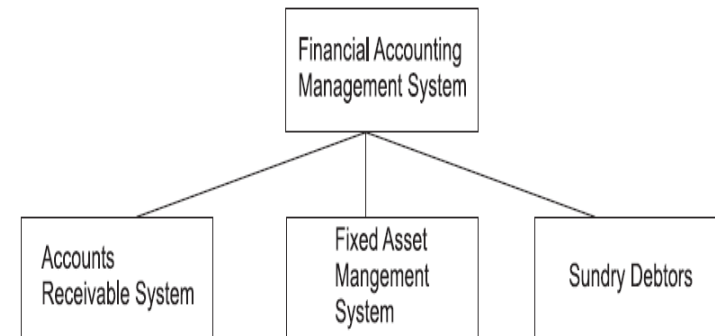 Financial Accounting
Management System
Accounts
Receivable System
Fixed Asset
Mangement
System
Sundry Debtors